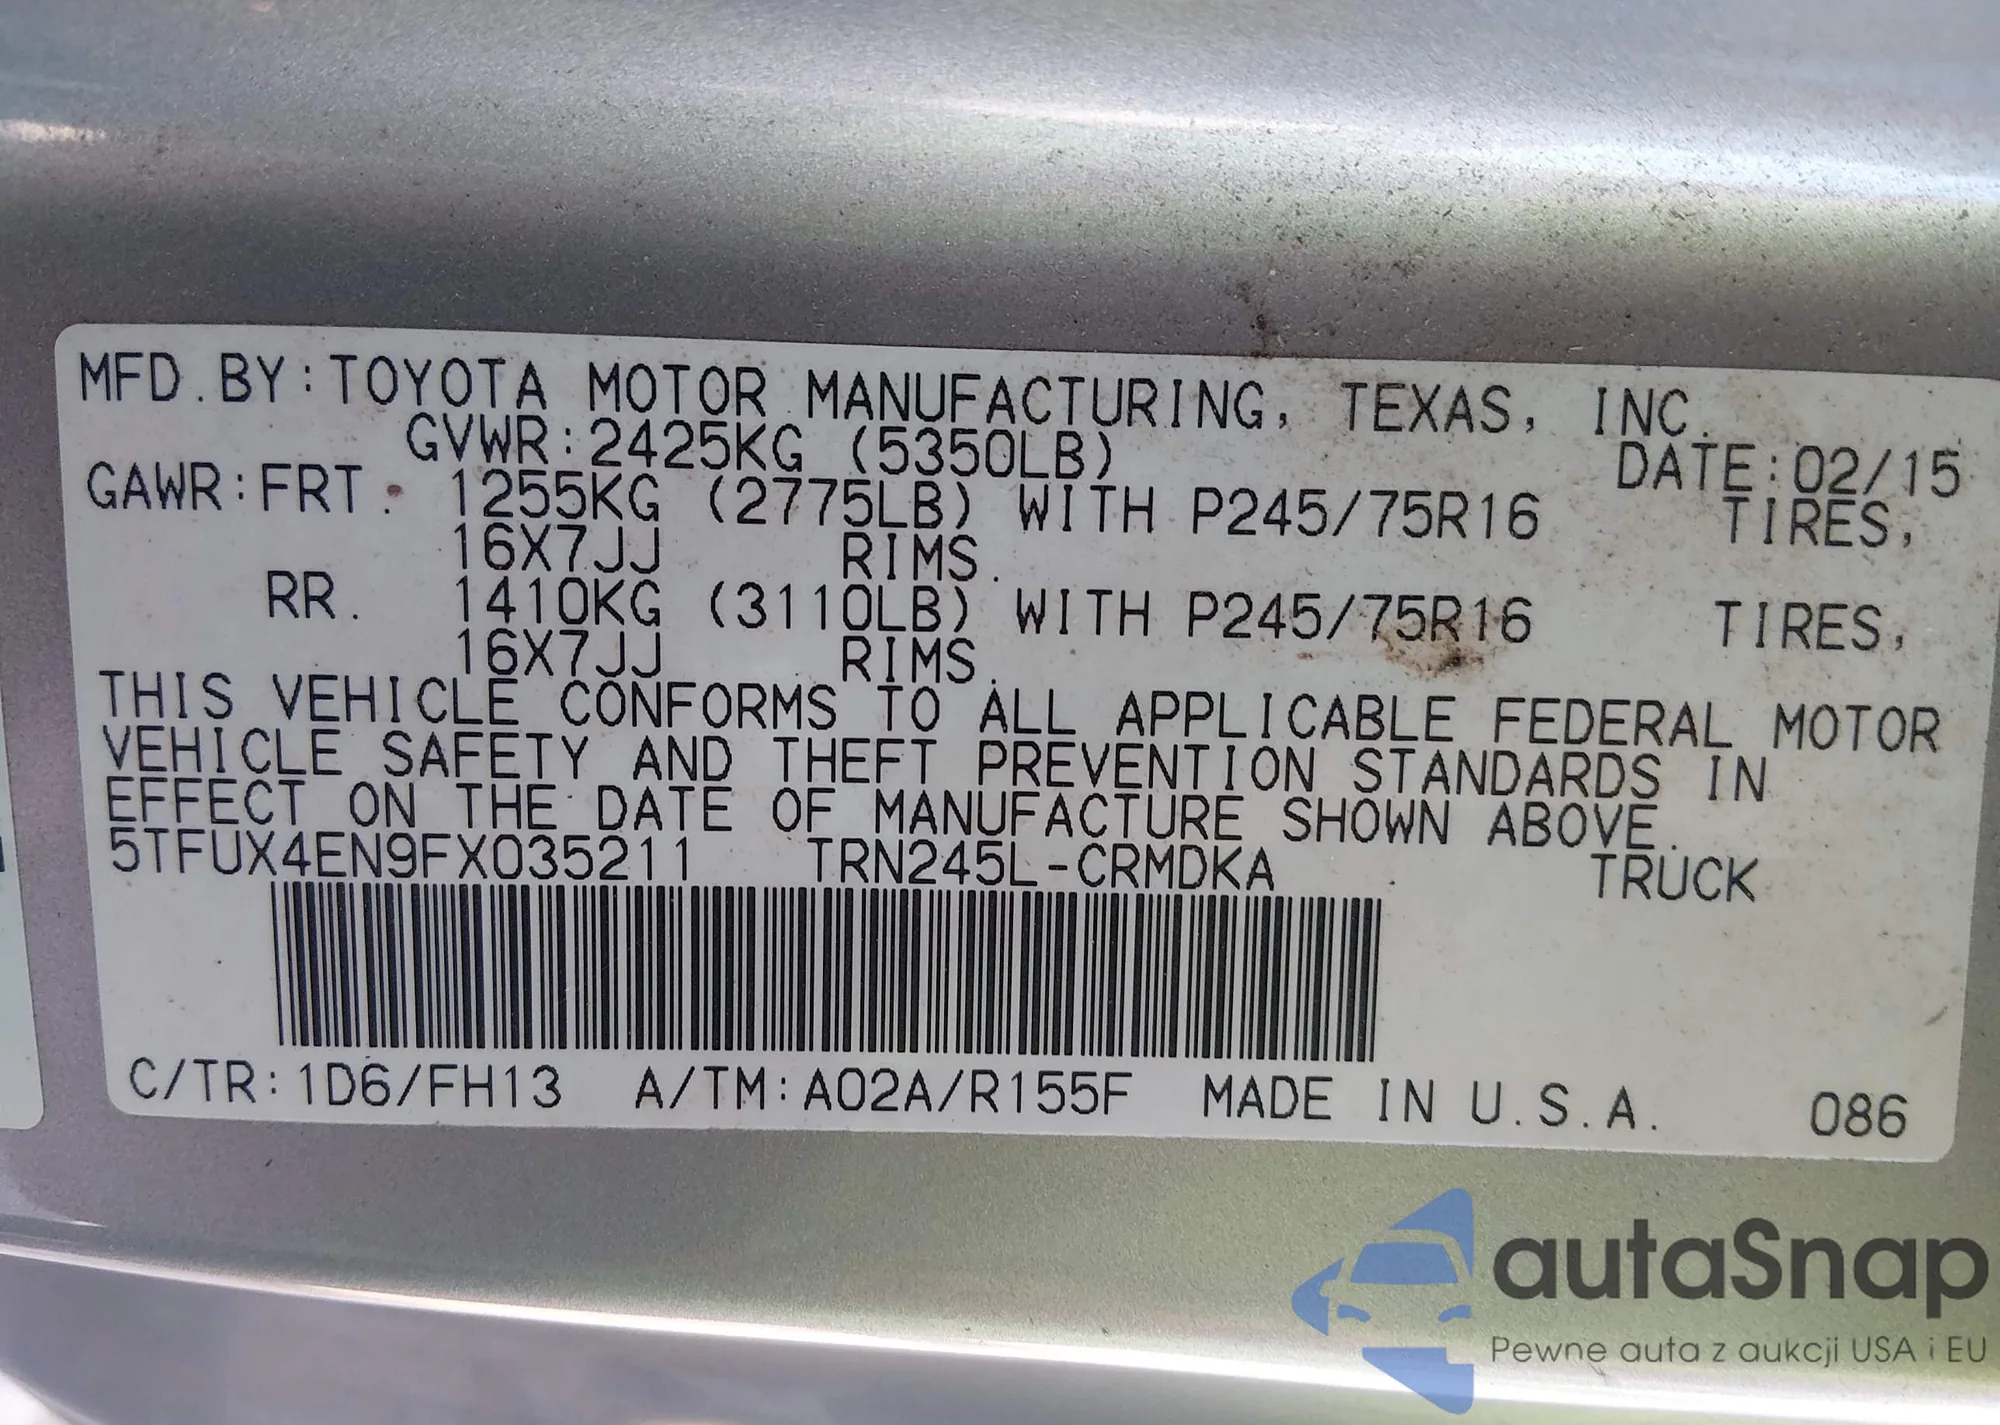 MFD.BY:TOYOTA MOTOR MANUFACTURING, TEXAS, INC.
GVWR:2425KG (5350LB) DATE:02/15
GAWR:FRT. 1255KG (2775LB) WITH P245/75R16 TIRES,
16X7JJ RIMS.
RR. 1410KG (3110LB) WITH P245/75R16 TIRES,
16X7JJ RIMS.
THIS VEHICLE CONFORMS TO ALL APPLICABLE FEDERAL MOTOR
VEHICLE SAFETY AND THEFT PREVENTION STANDARDS IN
EFFECT ON THE DATE OF MANUFACTURE SHOWN ABOVE.
5TFUX4EN9FX035211 TRN245L-CRMDKA TRUCK
C/TR:1D6/FH13 A/TM:A02A/R155F MADE IN U.S.A. 086
autaSnap
Pewne auta z aukcji USA i EU